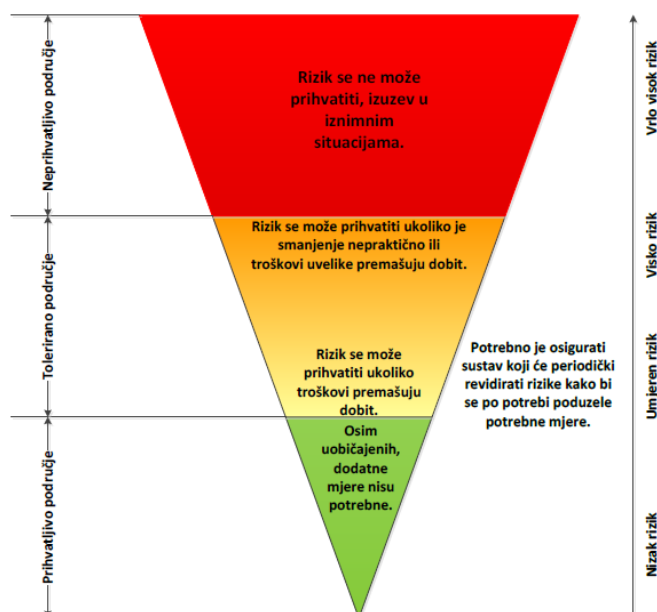 Neprihvatljivo područje
Tolerirano područje
Prihvatljivo područje
Rizik se ne može
prihvatiti, izuzev u
iznimnim
situacijama.
Rizik se može prihvatiti ukoliko je
smanjenje nepraktično ili
troškovi uvelike premašuju dobit.
Rizik se može
prihvatiti ukoliko
troškovi premašuju
dobit.
Osim
uobičajenih,
dodatne
mjere nisu
potrebne.
Potrebno je osigurati
sustav koji će periodički
revidirati rizike kako bi
se po potrebi poduzele
potrebne mjere.
Vrlo visok rizik
Visko rizik
Umjeren rizik
Nizak rizik